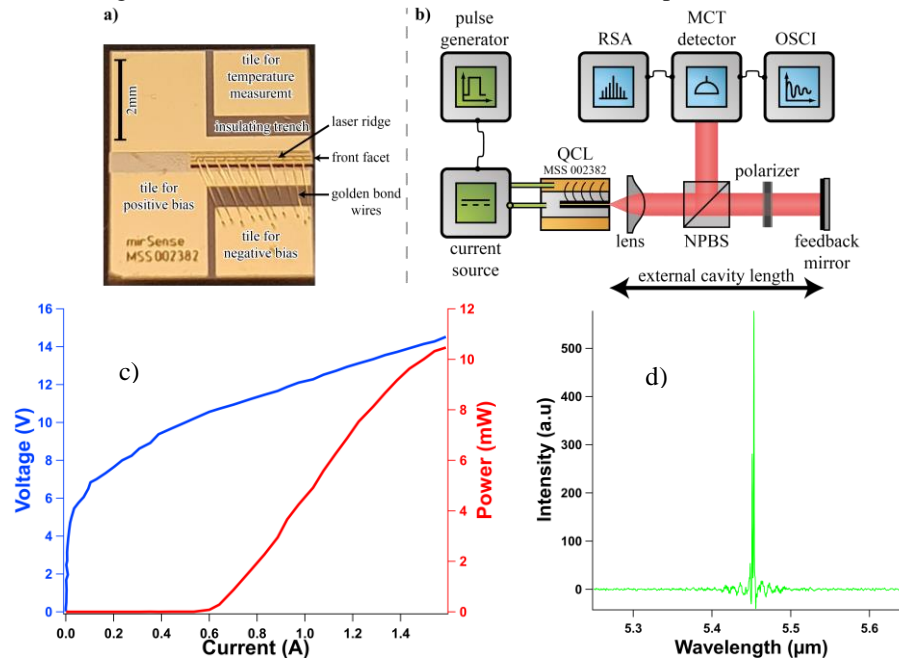 a)
tile for
temperature
measuremt
insulating trench
2mm
laser ridge
front facet
golden bond
wires
tile for
positive bias
tile for
negative bias
mirSense
MSS 002382
b)
pulse
generator
RSA
MCT
detector
OSCI
QCL
MSS 002382
polarizer
current
source
lens
NPBS
feedback
mirror
external cavity length
c)
Voltage (V)
16
14
12
10
8
6
4
2
0
0.0
0.2
0.4
0.6
0.8
1.0
1.2
1.4
Current (A)
12
10
8
6
4
2
0
Power (mW)
d)
Intensity (a.u)
500
400
300
200
100
0
5.3
5.4
5.5
5.6
Wavelength (µm)